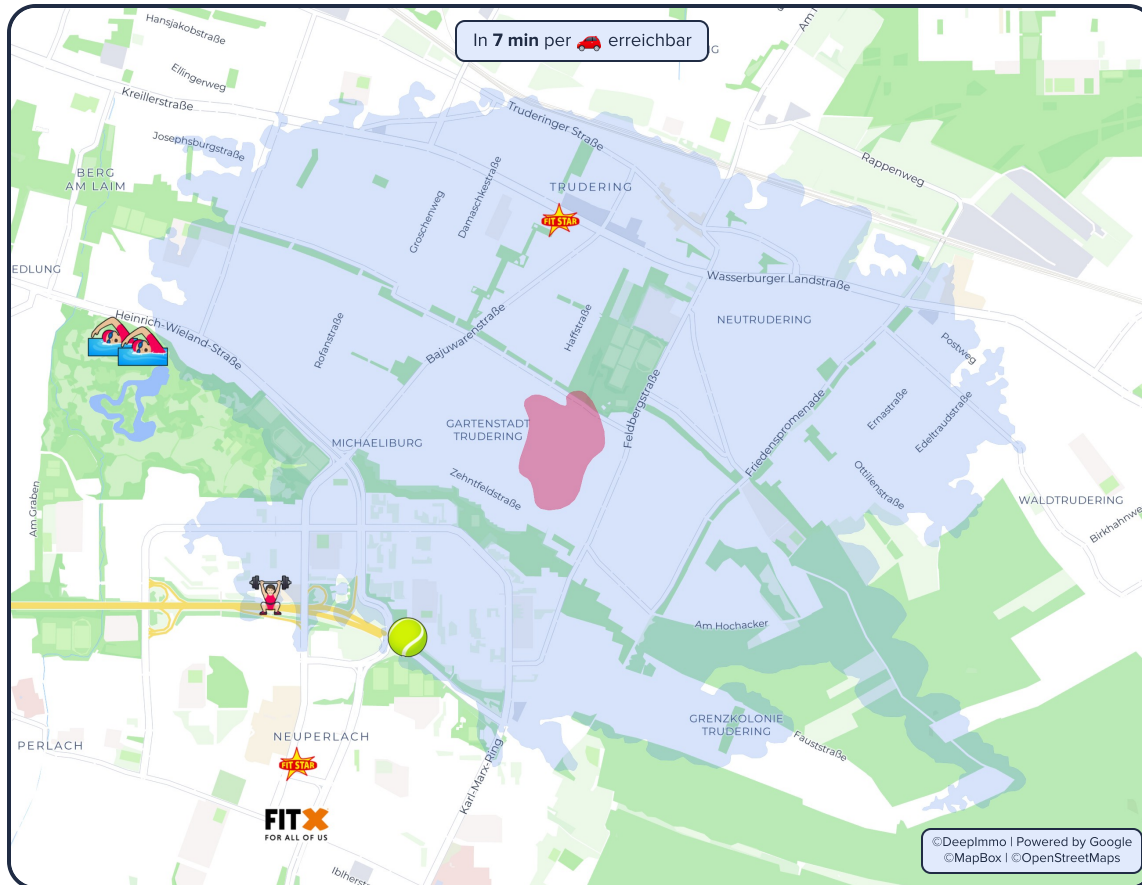 Hansjakobstraße
In 7 min per erreichbar
Ellingerweg
Kreillerstraße
Truderinger Straße
Josephsburgstraße
Rappenweg
BERG
AM LAIM
TRUDERING
Damaschkestraße
Groschenweg
FIT STAR
EDLUNG
Wasserburger Landstraße
Heinrich-Wieland-Straße
Rofanstraße
Bajuwarenstraße
Haffstraße
NEUTRUDERING
Postweg
Feldbergstraße
Friedenspromenade
Ernastraße
Edeltraudstraße
GARTENSTADT
TRUDERING
MICHAELIBURG
Zehntfeldstraße
Ottilienstraße
Am Graben
WALDTRUDERING
Birkhahnwe
Am Hochacker
GRENZKOLONIE
TRUDERING
Fauststraße
NEUPERLACH
PERLACH
FIT STAR
Karl-Marx-Ring
FITX
FOR ALL OF US
Iblherst
©DeepImmo | Powered by Google
©MapBox | ©OpenStreetMaps